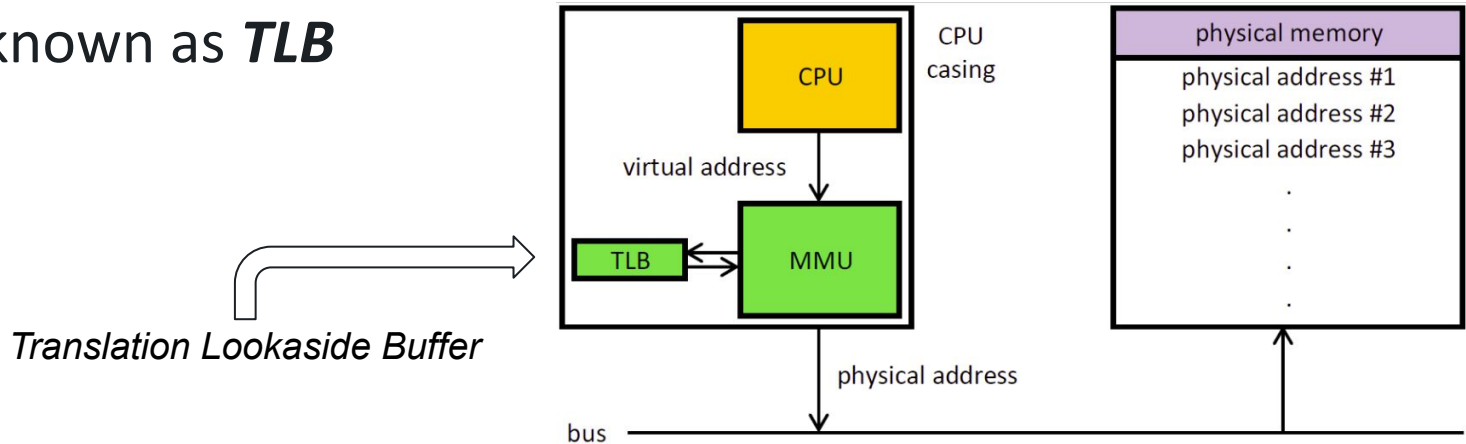 known as TLB
Translation Lookaside Buffer
CPU
casing
CPU
virtual address
TLB
MMU
physical address
bus
physical memory
physical address #1
physical address #2
physical address #3
.
.
.
.